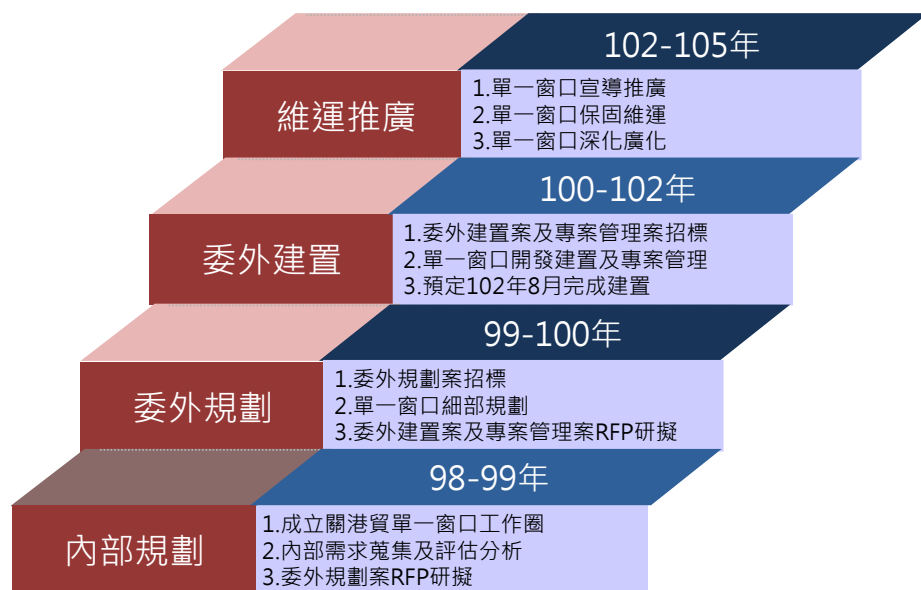 102-105年
維運推廣
1.單一窗口宣導推廣
2.單一窗口保固維運
3.單一窗口深化廣化
100-102年
委外建置
1.委外建置案及專案管理案招標
2.單一窗口開發建置及專案管理
3.預定102年8月完成建置
99-100年
委外規劃
1.委外規劃案招標
2.單一窗口細部規劃
3.委外建置案及專案管理案RFP研擬
98-99年
內部規劃
1.成立關港貿單一窗口工作圈
2.內部需求蒐集及評估分析
3.委外規劃案RFP研擬